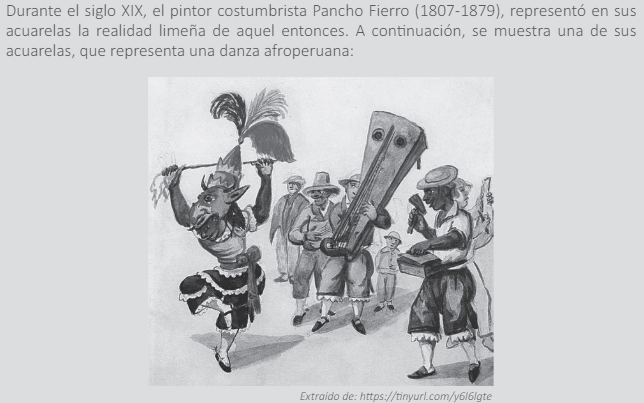 Durante el siglo XIX, el pintor costumbrista Pancho Fierro (1807-1879), representó en sus
acuarelas la realidad limeña de aquel entonces. A continuación, se muestra una de sus
acuarelas, que representa una danza afroperuana:
Extraído de: https://tinyurl.com/y6l6lgte